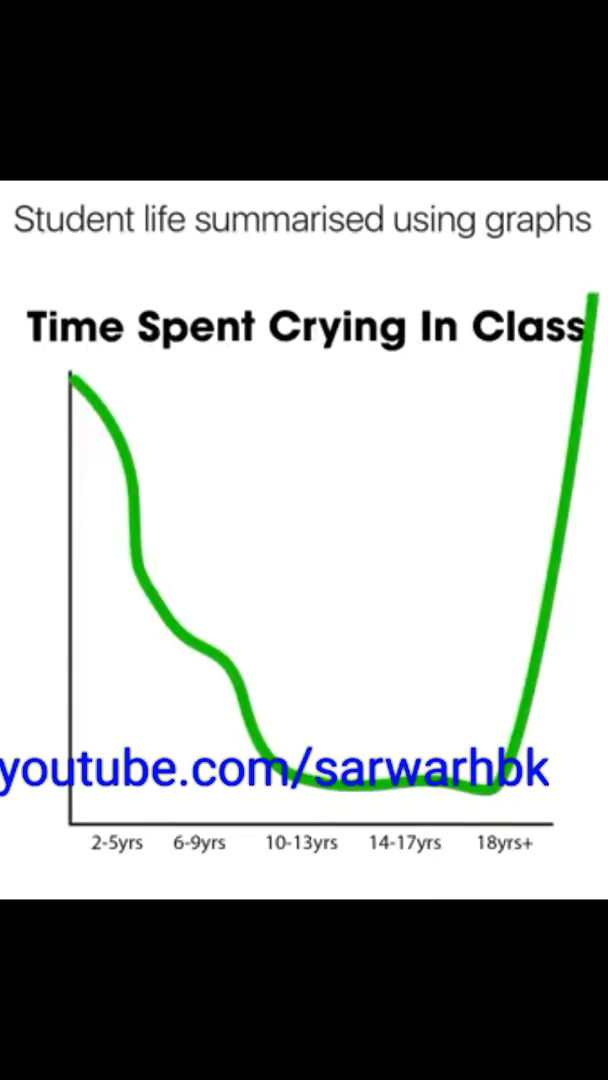 Student life summarised using graphs
Time Spent Crying In Class
youtube.com/sarwarhbk
2-5yrs 6-9yrs 10-13yrs 14-17yrs 18yrs+